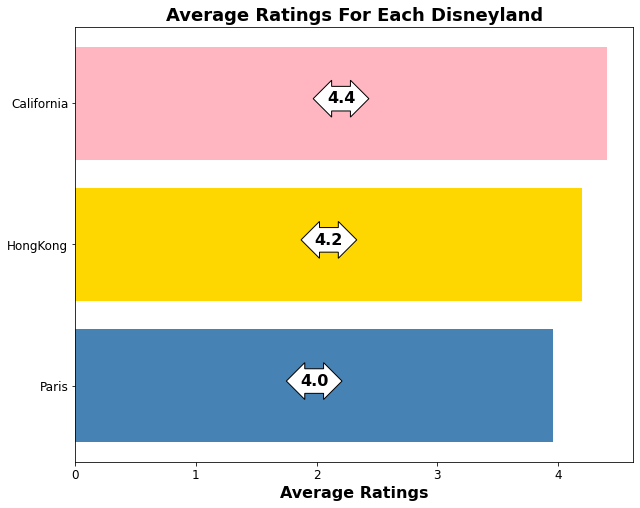 Average Ratings For Each Disneyland
California
4.4
HongKong
4.2
Paris
4.0
0 1 2 3 4
Average Ratings